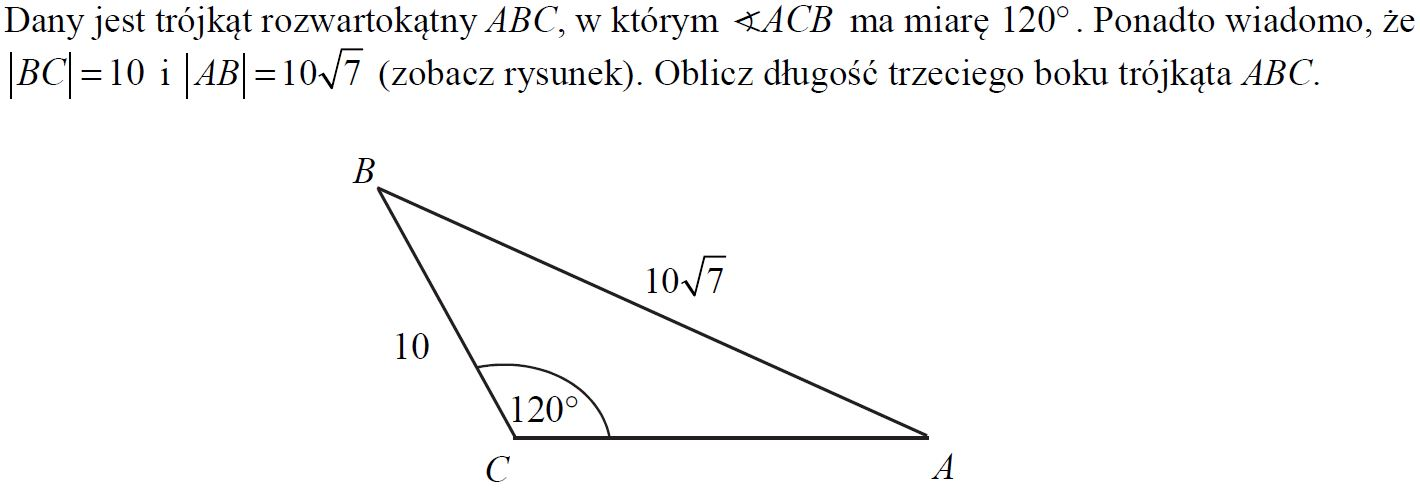 Dany jest trójkąt rozwartokątny ABC, w którym ∢ACB ma miarę 120°. Ponadto wiadomo, że
|BC| = 10 i |AB| = 10√7 (zobacz rysunek). Oblicz długość trzeciego boku trójkąta ABC.
B
10√7
10
120°
C
A